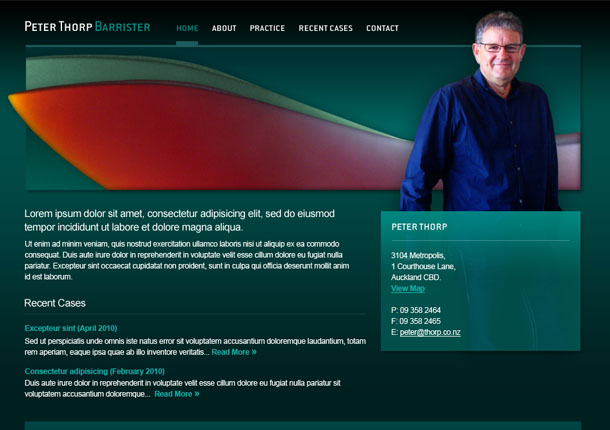 PETER THORP BARRISTER
HOME ABOUT PRACTICE RECENT CASES CONTACT
Lorem ipsum dolor sit amet, consectetur adipisicing elit, sed do eiusmod
tempor incididunt ut labore et dolore magna aliqua.
Ut enim ad minim veniam, quis nostrud exercitation ullamco laboris nisi ut aliquip ex ea commodo
consequat. Duis aute irure dolor in reprehenderit in voluptate velit esse cillum dolore eu fugiat nulla
pariatur. Excepteur sint occaecat cupidatat non proident, sunt in culpa qui officia deserunt mollit anim
id est laborum.
Recent Cases
Excepteur sint (April 2010)
Sed ut perspiciatis unde omnis iste natus error sit voluptatem accusantium doloremque laudantium, totam
rem aperiam, eaque ipsa quae ab illo inventore veritatis... Read More »
Consectetur adipisicing (February 2010)
Duis aute irure dolor in reprehenderit in voluptate velit esse cillum dolore eu fugiat nulla pariatur sit
voluptatem accusantium doloremque... Read More »
PETER THORP
3104 Metropolis,
1 Courthouse Lane,
Auckland CBD.
View Map
P: 09 358 2464
F: 09 358 2465
E: peter@thorp.co.nz